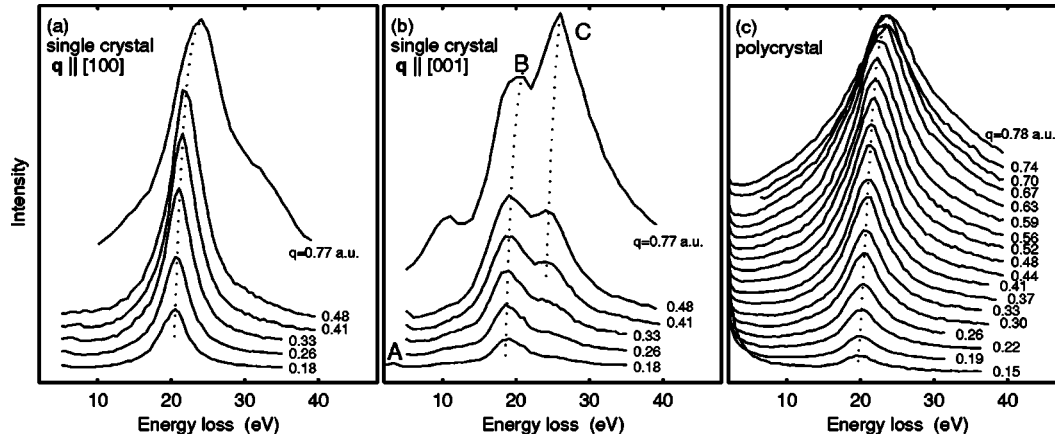 (a)
single crystal
q || [100]
Intensity
q=0.77 a.u.
0.48
0.41
0.33
0.26
0.18
10 20 30 40
Energy loss (eV)
(b)
single crystal
q || [001]
A
B
C
q=0.77 a.u.
0.48
0.41
0.33
0.26
0.18
10 20 30 40
Energy loss (eV)
(c)
polycrystal
q=0.78 a.u.
0.74
0.70
0.67
0.63
0.59
0.56
0.52
0.48
0.44
0.41
0.37
0.33
0.30
0.26
0.22
0.19
0.15
10 20 30 40
Energy loss (eV)